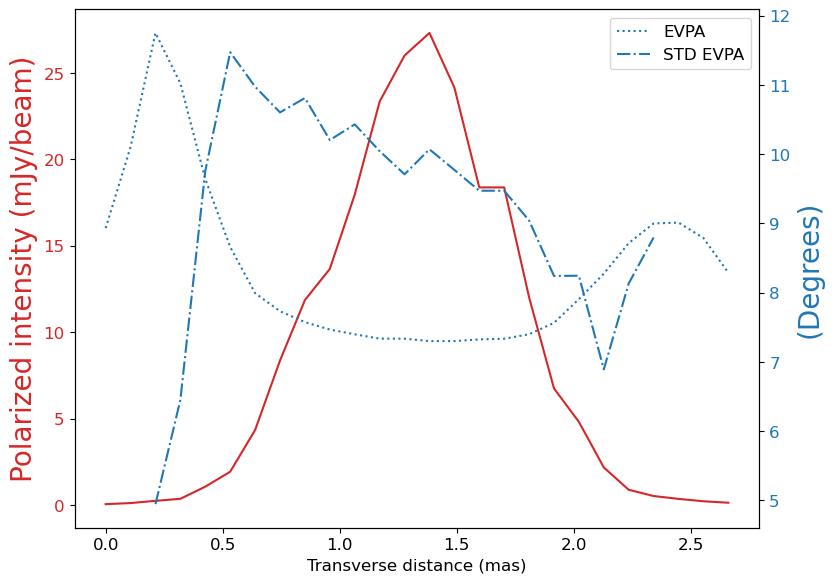 EVPA
STD EVPA
Polarized intensity (mJy/beam)
25
20
15
10
5
0
12
11
10
9
8
7
6
5
(Degrees)
0.0 0.5 1.0 1.5 2.0 2.5
Transverse distance (mas)